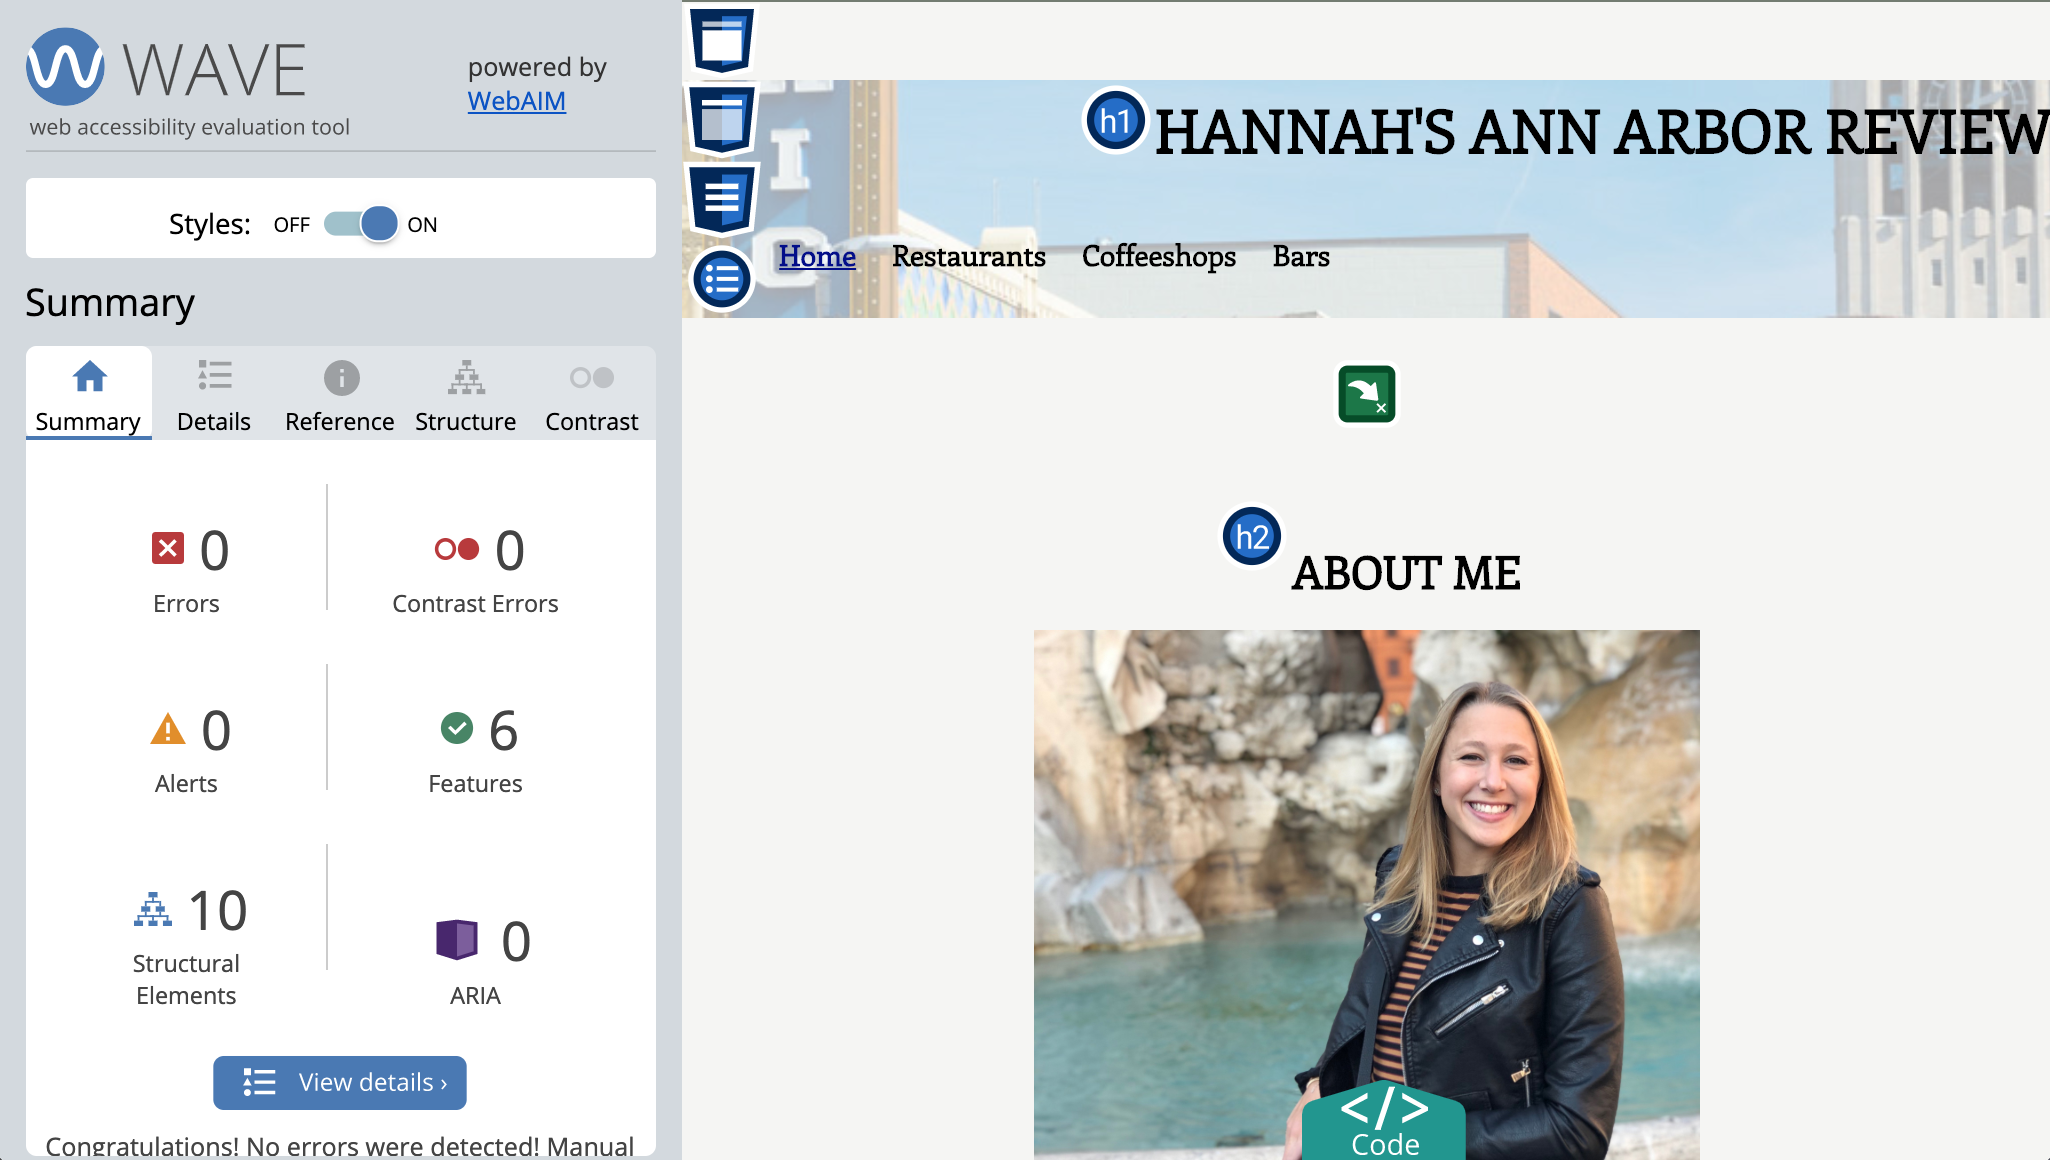 WAVE
powered by
WebAIM
web accessibility evaluation tool
Styles: OFF ON
Summary
Summary Details Reference Structure Contrast
0
Errors
0
Contrast Errors
0
Alerts
6
Features
10
Structural
Elements
0
ARIA
View details ›
Congratulations! No errors were detected! Manual
h1 HANNAH'S ANN ARBOR REVIEW
Home Restaurants Coffeeshops Bars
h2
ABOUT ME
</>
Code